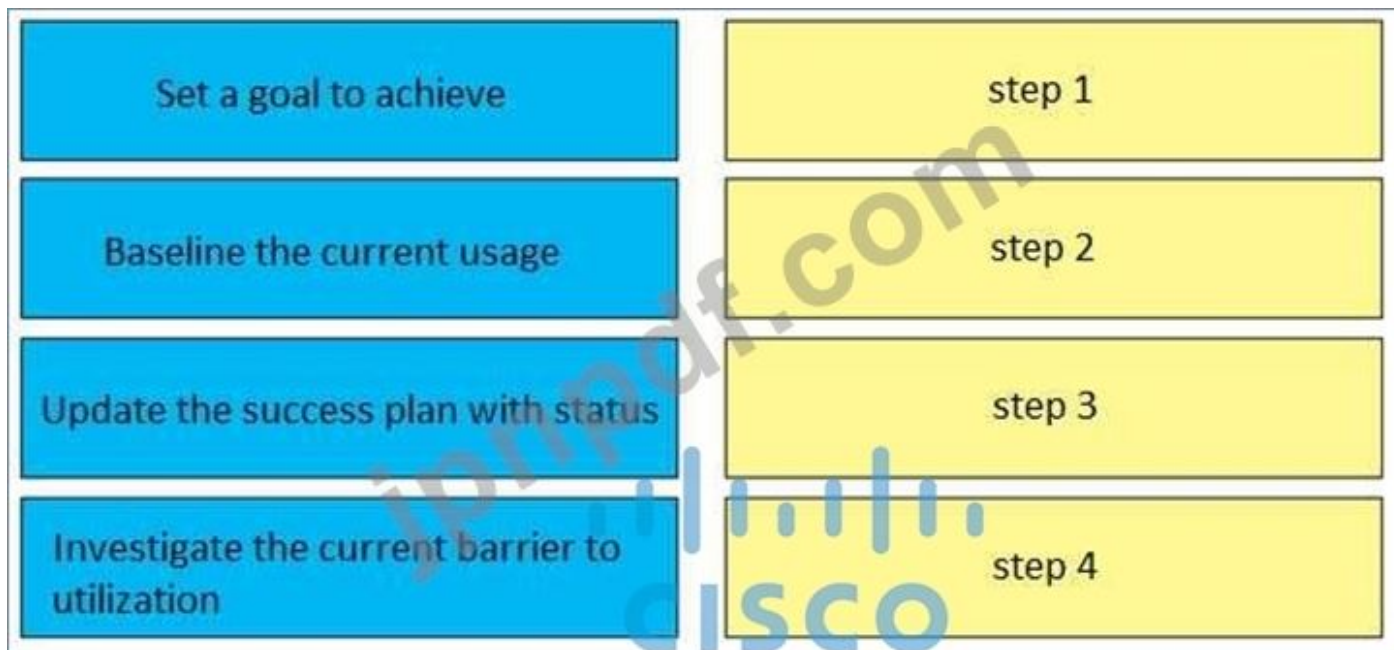 Set a goal to achieve
step 1
Baseline the current usage
step 2
Update the success plan with status
step 3
Investigate the current barrier to
utilization
step 4
jpnpdf.com
CISCO